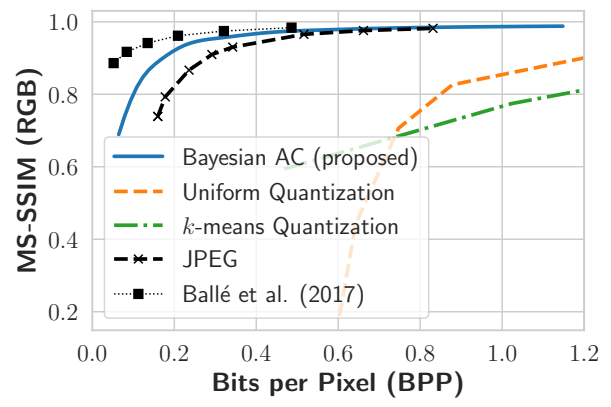 1.0
0.8
0.6
0.4
0.2
MS-SSIM (RGB)
Bayesian AC (proposed)
Uniform Quantization
k-means Quantization
JPEG
Ballé et al. (2017)
0.0 0.2 0.4 0.6 0.8 1.0 1.2
Bits per Pixel (BPP)